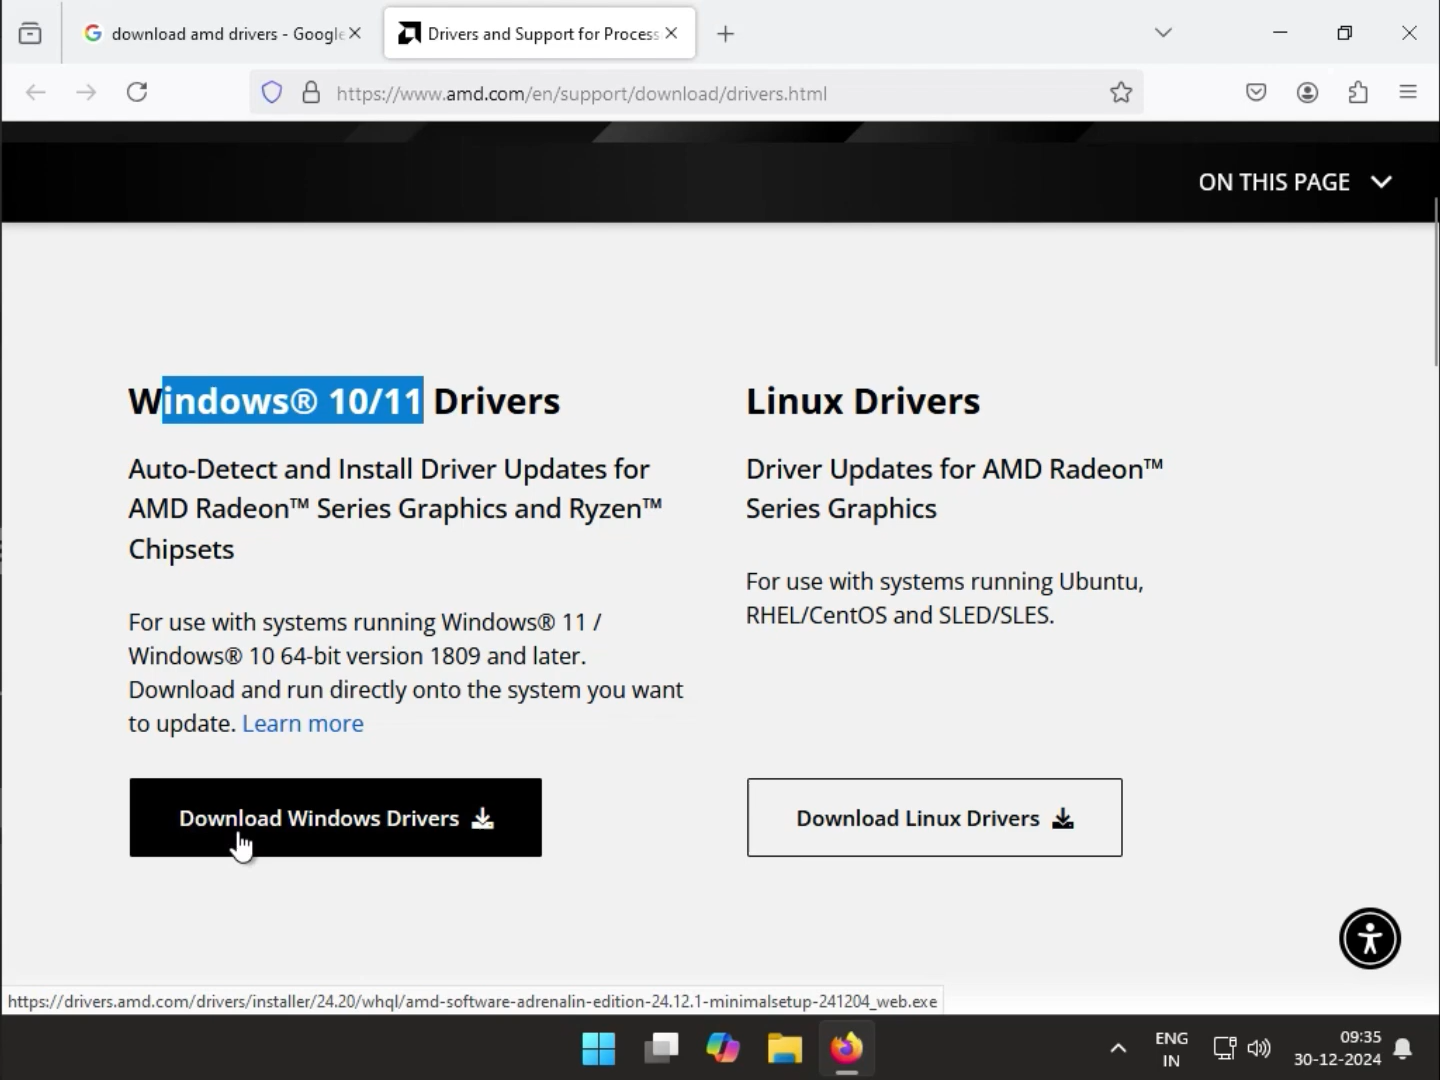 download amd drivers - Google
Drivers and Support for Process
https://www.amd.com/en/support/download/drivers.html
ON THIS PAGE
Windows® 10/11 Drivers
Auto-Detect and Install Driver Updates for
AMD Radeon™ Series Graphics and Ryzen™
Chipsets
For use with systems running Windows® 11 /
Windows® 10 64-bit version 1809 and later.
Download and run directly onto the system you want
to update. Learn more
Download Windows Drivers
Linux Drivers
Driver Updates for AMD Radeon™
Series Graphics
For use with systems running Ubuntu,
RHEL/CentOS and SLED/SLES.
Download Linux Drivers
https://drivers.amd.com/drivers/installer/24.20/whql/amd-software-adrenalin-edition-24.12.1-minimalsetup-241204_web.exe
ENG
IN
09:35
30-12-2024